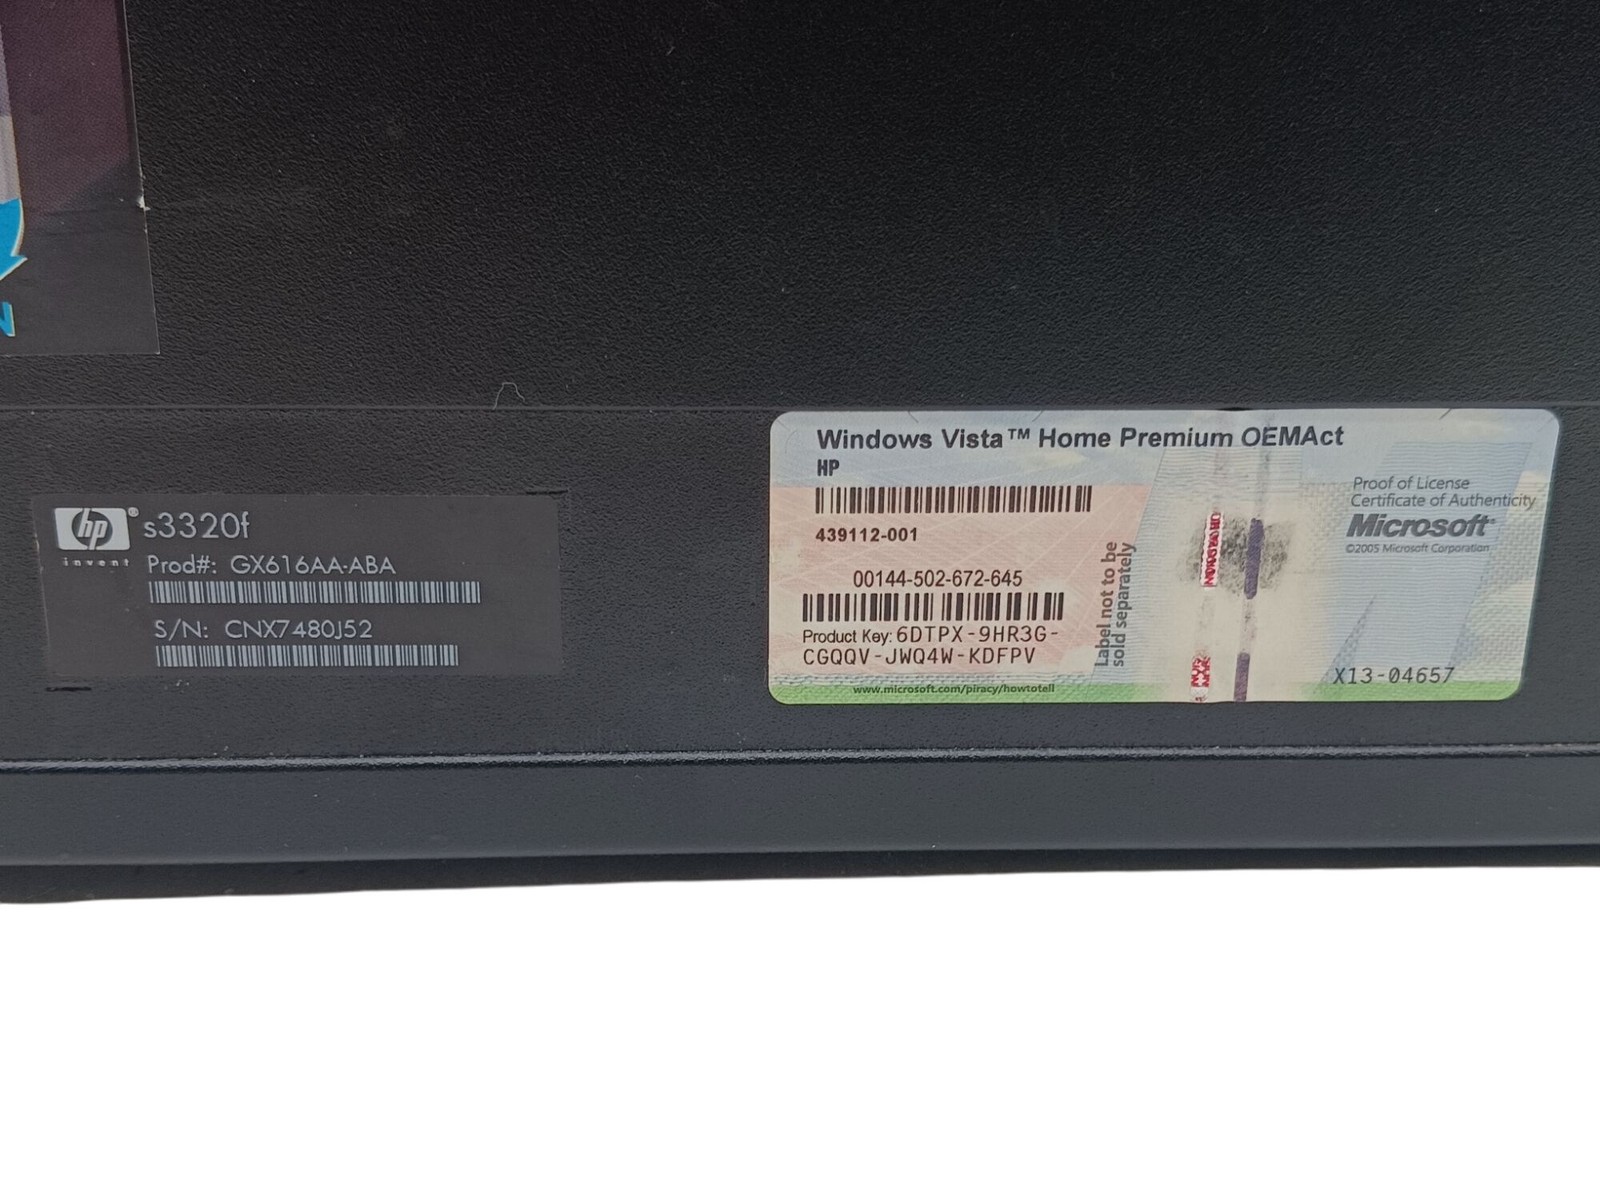 hp® s3320f
invent
Prod#: GX616AA-ABA
S/N: CNX7480J52
Windows Vista™ Home Premium OEMAct
HP
439112-001
00144-502-672-645
Product Key: 6DTPX-9HR3G-
CGQQV-JWQ4W-KDFPV
www.microsoft.com/piracy/howtotell
Label not to be
sold separately
Proof of License
Certificate of Authenticity
Microsoft®
©2005 Microsoft Corporation
X13-04657